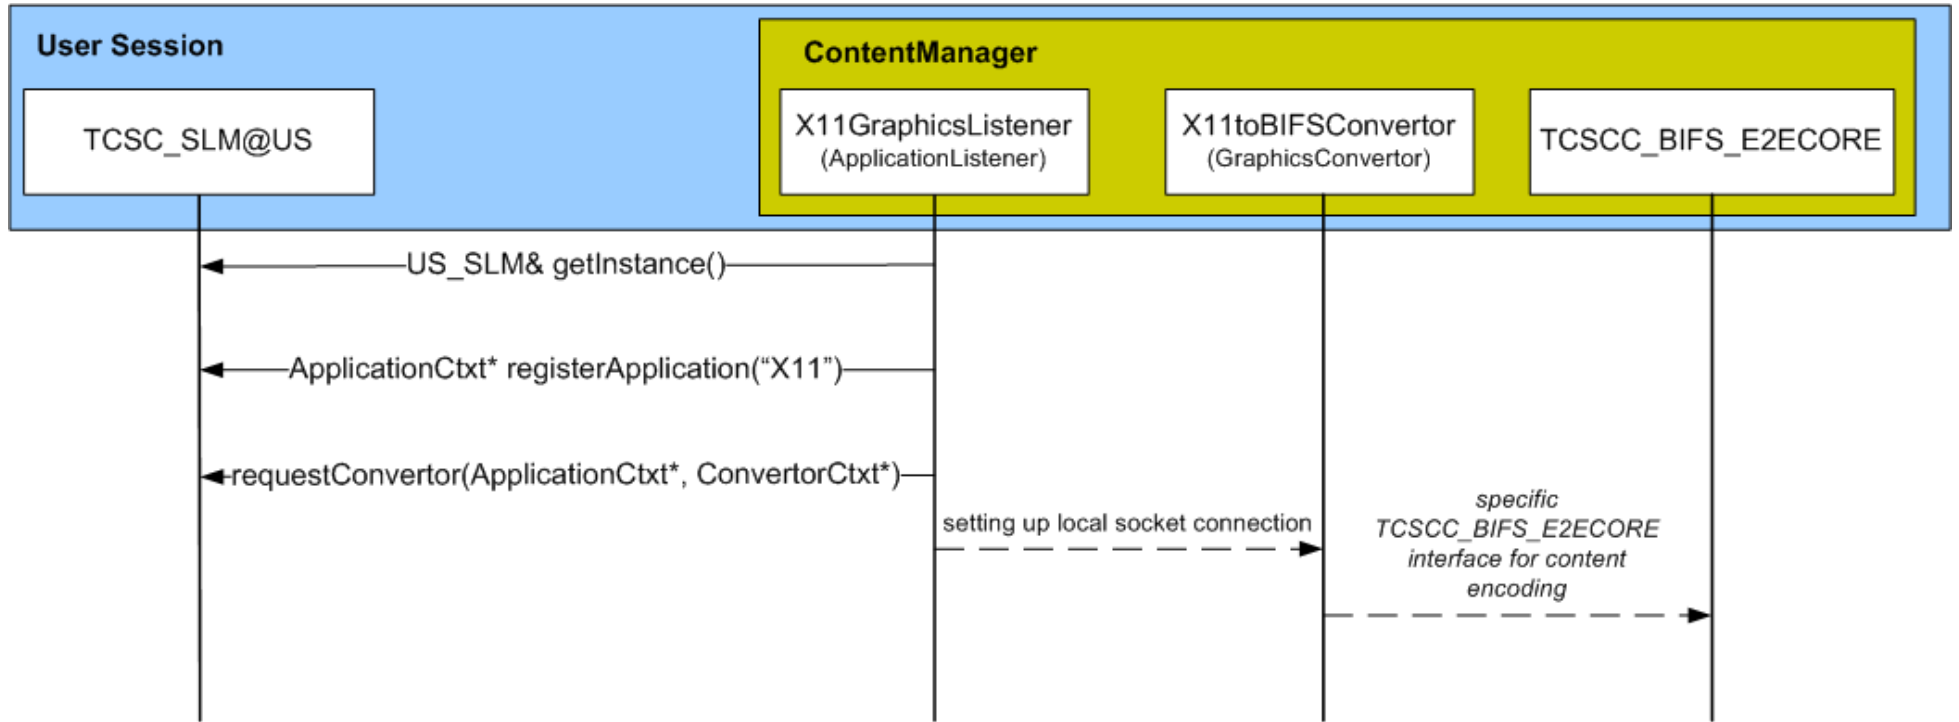 User Session
ContentManager
TCSC_SLM@US
X11GraphicsListener
(ApplicationListener)
X11toBIFSConvertor
(GraphicsConvertor)
TCSCC_BIFS_E2ECORE
US_SLM& getInstance()
ApplicationCtxt* registerApplication(“X11”)
requestConvertor(ApplicationCtxt*, ConvertorCtxt*)
setting up local socket connection
specific
TCSCC_BIFS_E2ECORE
interface for content
encoding